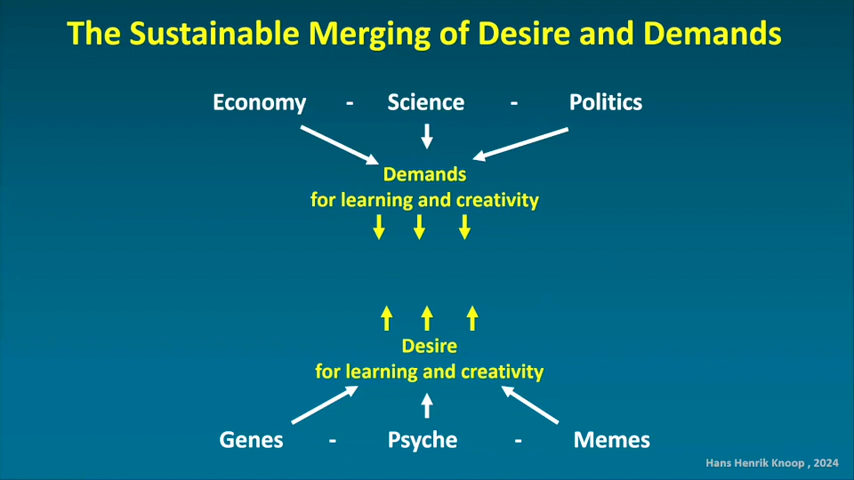 The Sustainable Merging of Desire and Demands
Economy - Science - Politics
Demands
for learning and creativity
Desire
for learning and creativity
Genes - Psyche - Memes
Hans Henrik Knoop , 2024